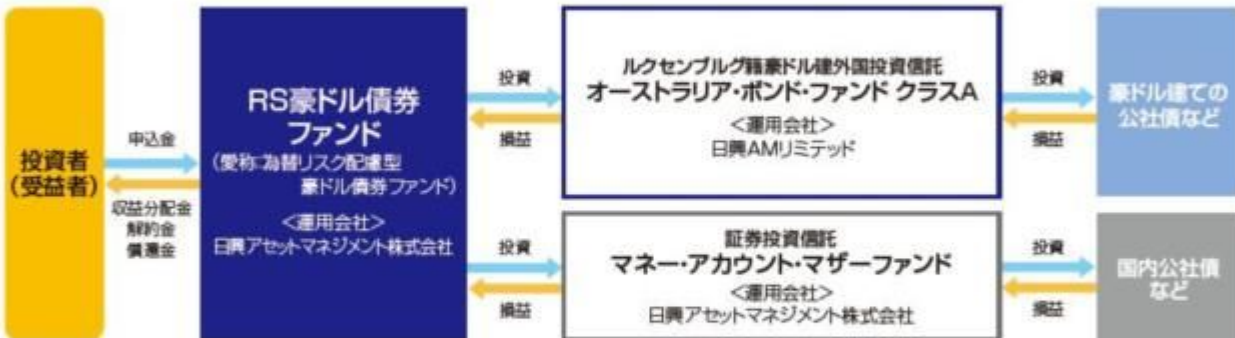 投資者
(受益者)
申込金
収益分配金
解約金
償還金
RS豪ドル債券
ファンド
(愛称:為替リスク配慮型
豪ドル債券ファンド)
<運用会社>
日興アセットマネジメント株式会社
投資
損益
ルクセンブルグ籍豪ドル建外国投資信託
オーストラリア・ボンド・ファンド クラスA
<運用会社>
日興AMリミテッド
投資
損益
豪ドル建ての
公社債など
投資
損益
証券投資信託
マネー・アカウント・マザーファンド
<運用会社>
日興アセットマネジメント株式会社
投資
損益
国内公社債
など